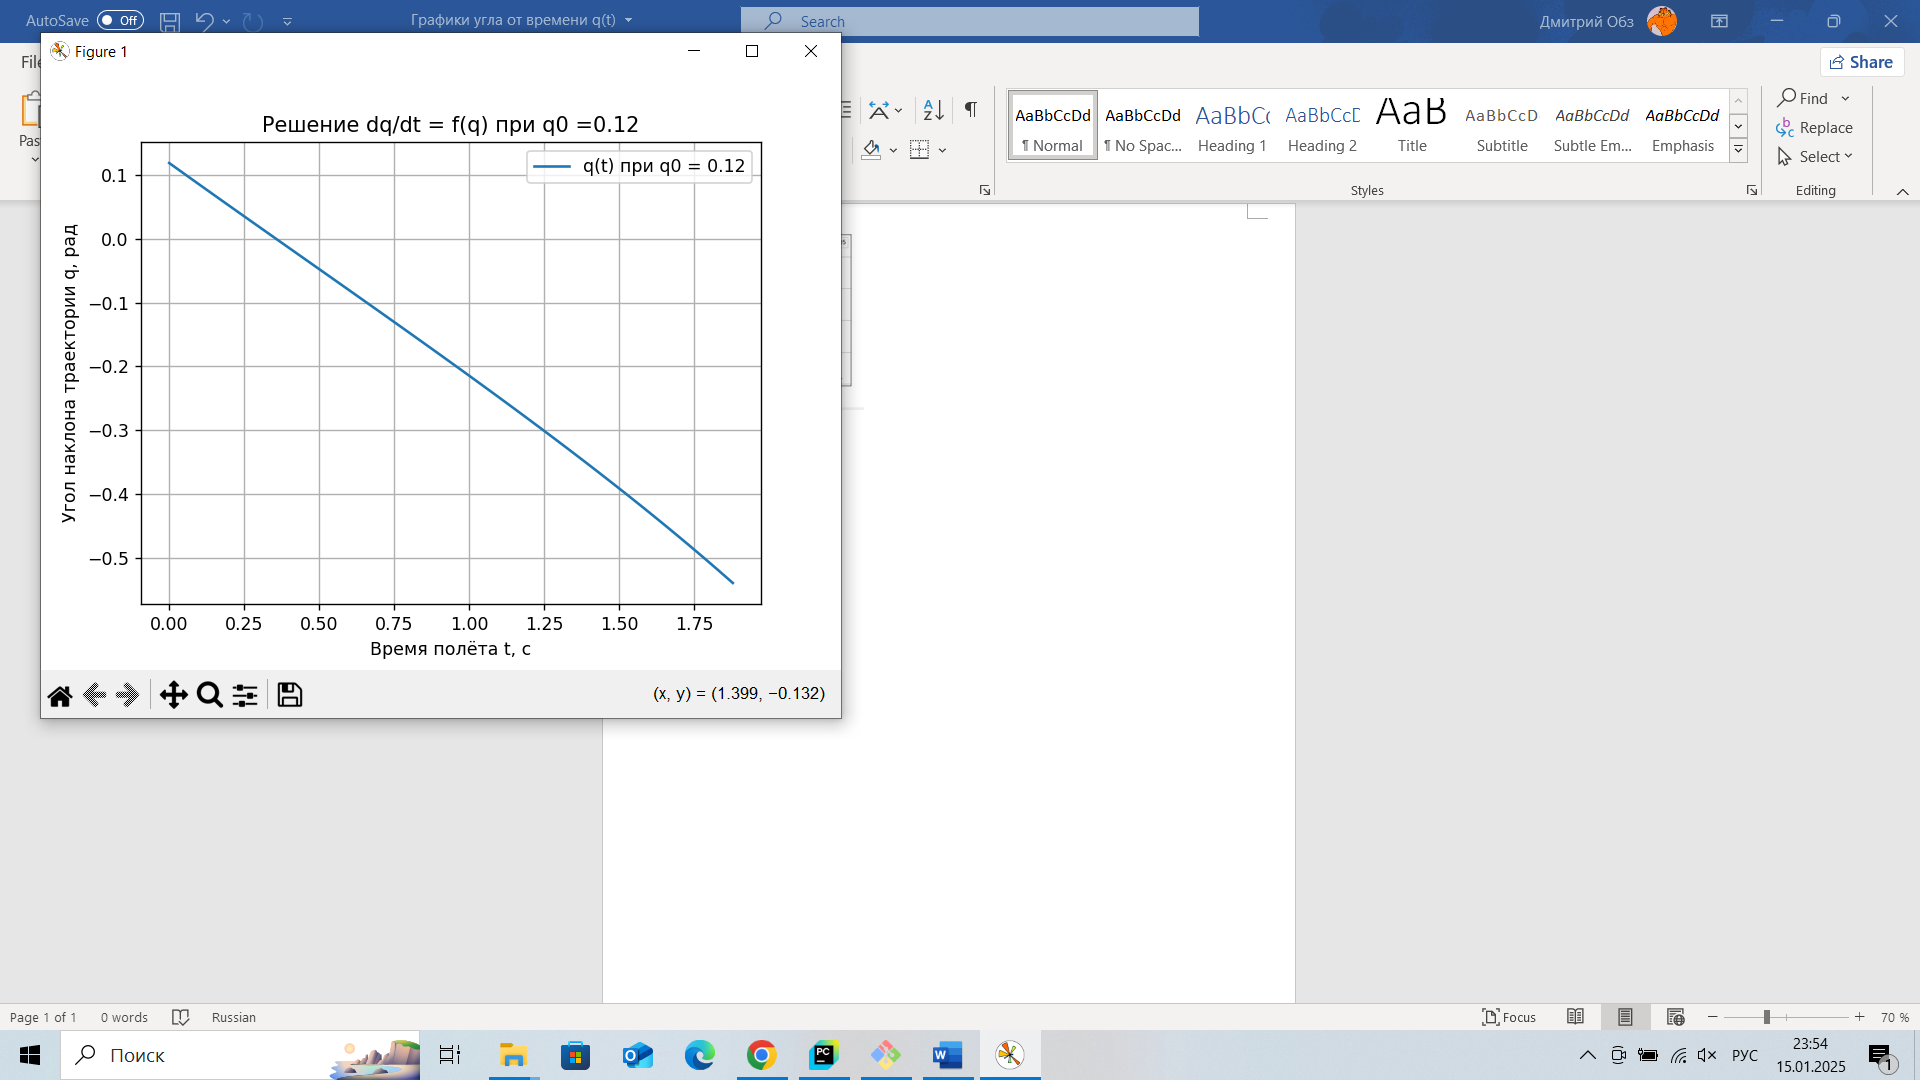 AutoSave Off Графики угла от времени q(t) Search Дмитрий Обз
Figure 1
Share
Find
Replace
Select
Editing
AaBbCcDd AaBbCcDd AaBbCc AaBbCcD AaB AaBbCcD AaBbCcDd AaBbCcDd
¶ Normal ¶ No Spac... Heading 1 Heading 2 Title Subtitle Subtle Em... Emphasis
Styles
Решение dq/dt = f(q) при q0 =0.12
q(t) при q0 = 0.12
Угол наклона траектории q, рад
0.1
0.0
−0.1
−0.2
−0.3
−0.4
−0.5
0.00 0.25 0.50 0.75 1.00 1.25 1.50 1.75
Время полёта t, с
(x, y) = (1.399, −0.132)
Page 1 of 1 0 words Russian Focus 70 %
Поиск
РУС
23:54
15.01.2025
1